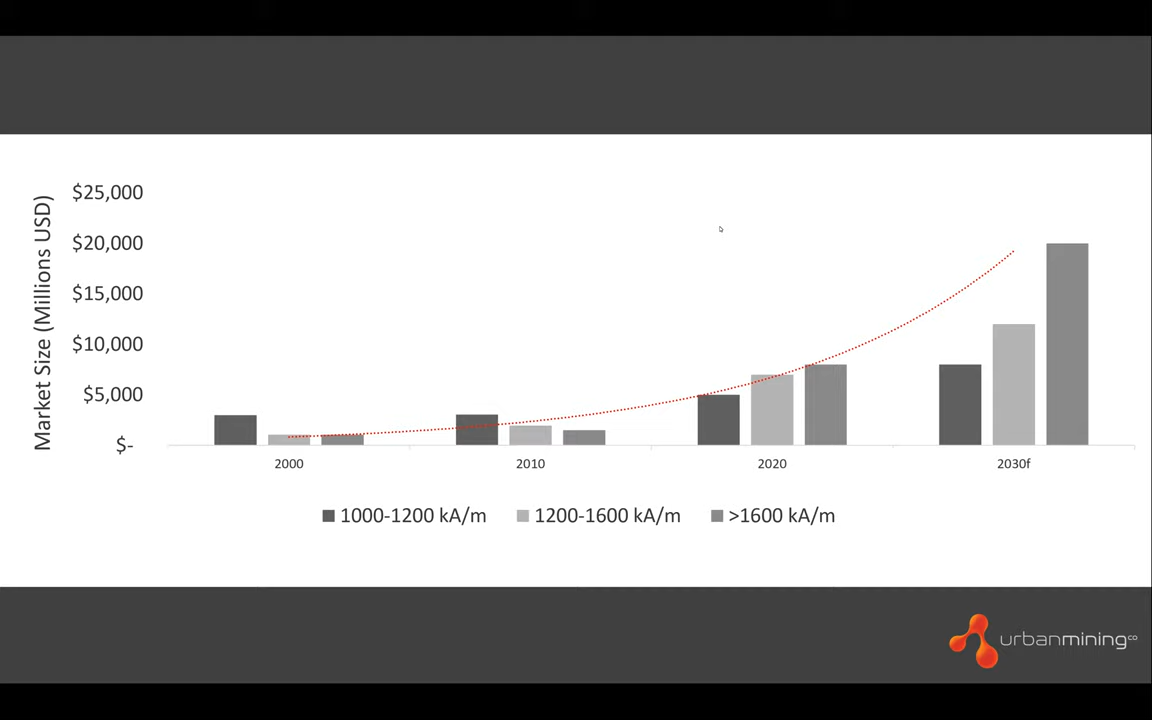 Market Size (Millions USD)
$25,000
$20,000
$15,000
$10,000
$5,000
$-
2000 2010 2020 2030f
1000-1200 kA/m 1200-1600 kA/m >1600 kA/m
urbanmining co